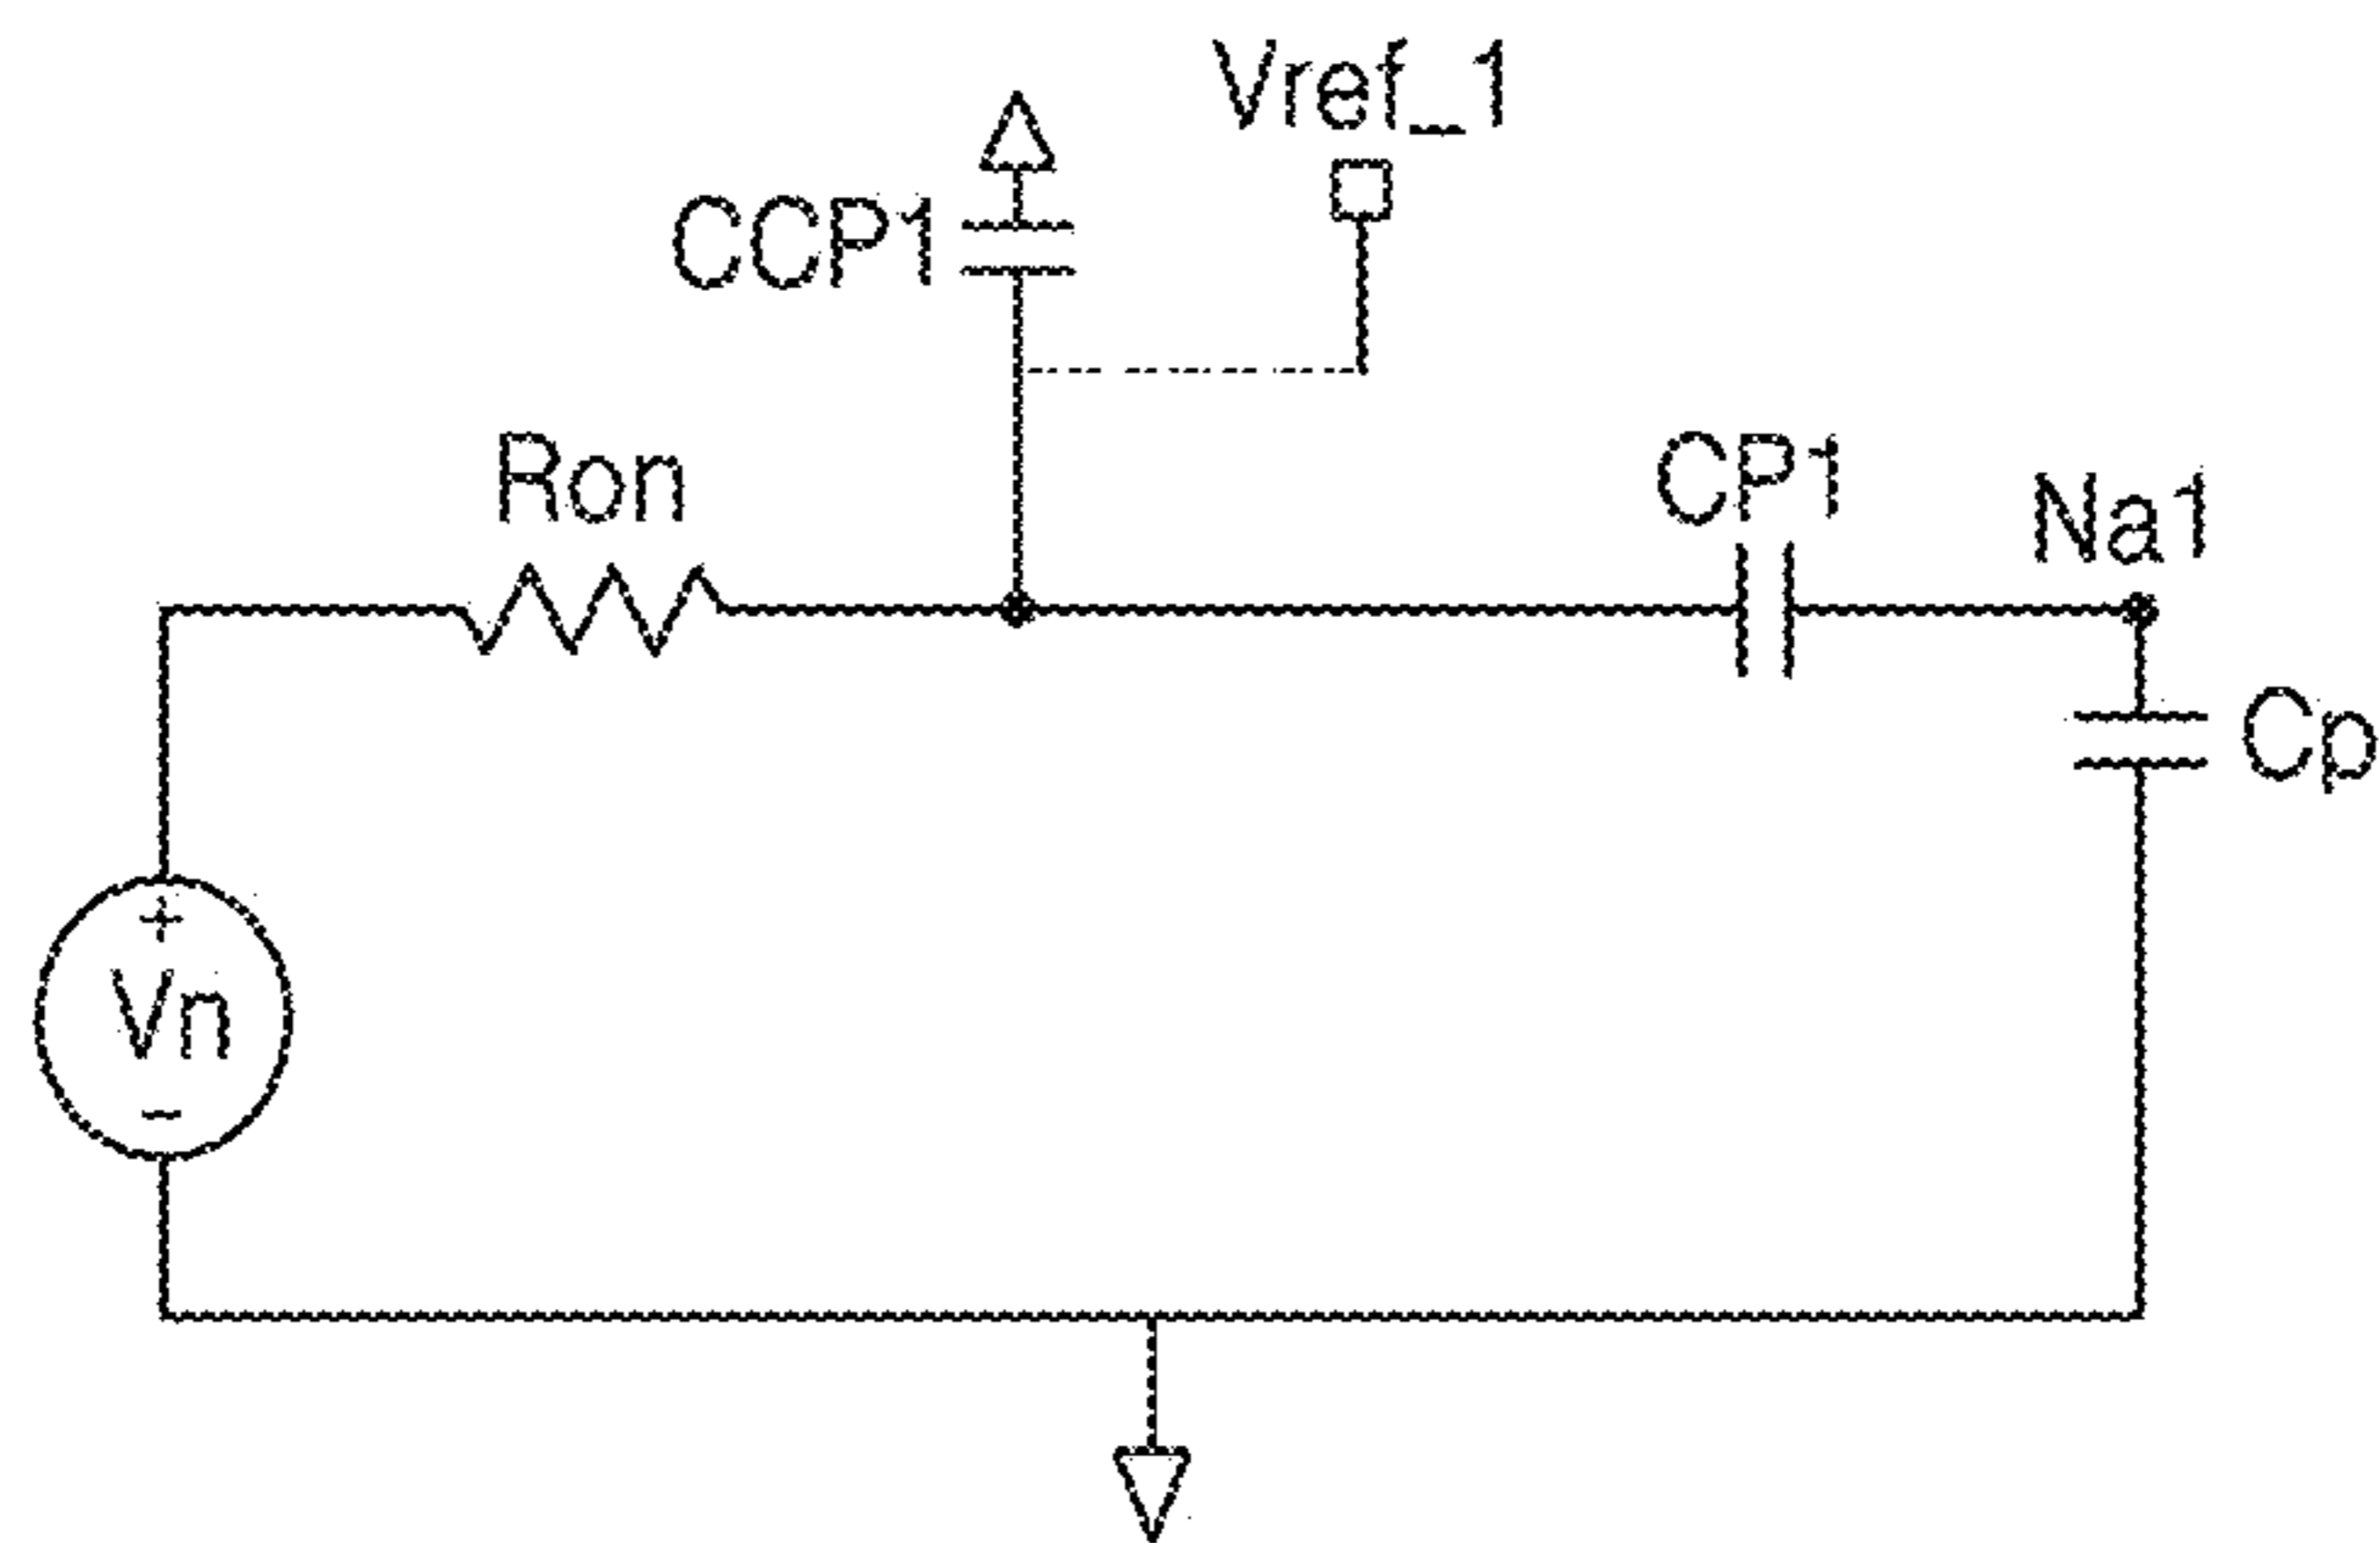 Vref_1
CCP1
Ron
CP1
Na1
Cp
+
Vn
-